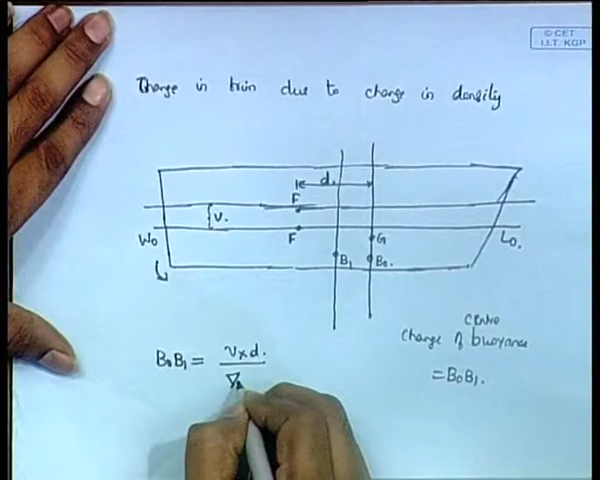 © CET
I.I.T. KGP
Change in trim due to change in density
d.
F
v.
F
G
W₀
L₀.
B₁
B₀.
Centre
Change of buoyance
B₀B₁ = v x d.
∇
= B₀B₁.